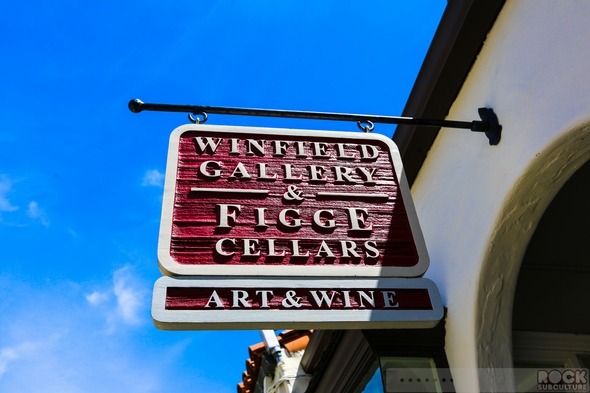 WINFIELD
GALLERY
&
FIGGE
CELLARS
ART & WINE
ROCK
SUBCULTURE